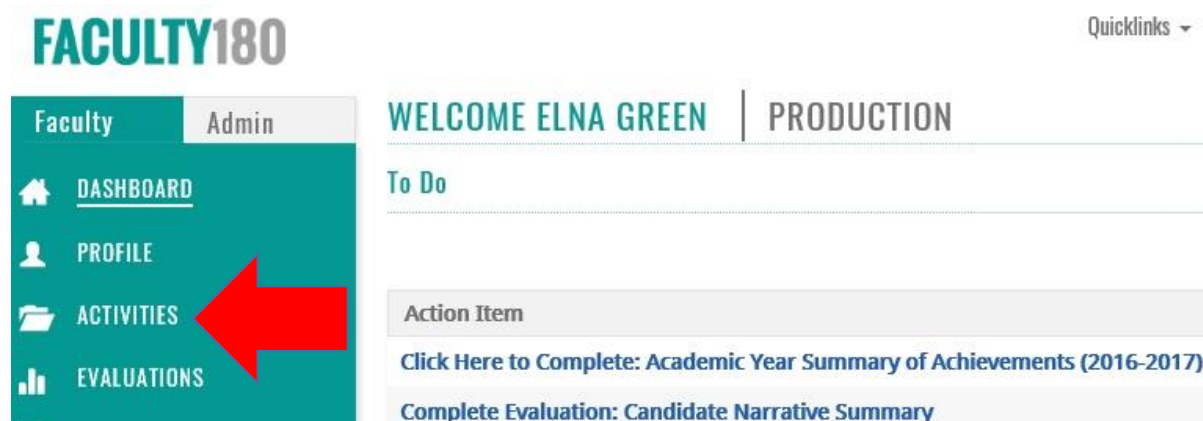 FACULTY180
Quicklinks
Faculty
Admin
DASHBOARD
PROFILE
ACTIVITIES
EVALUATIONS
WELCOME ELNA GREEN | PRODUCTION
To Do
Action Item
Click Here to Complete: Academic Year Summary of Achievements (2016-2017)
Complete Evaluation: Candidate Narrative Summary